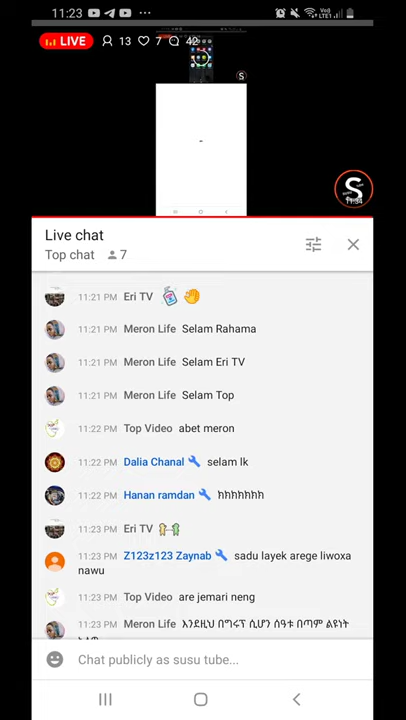 11:23
LIVE 13 7 42
Live chat
Top chat 7
11:21 PM Eri TV
11:21 PM Meron Life Selam Rahama
11:21 PM Meron Life Selam Eri TV
11:21 PM Meron Life Selam Top
11:22 PM Top Video abet meron
11:22 PM Dalia Chanal selam lk
11:22 PM Hanan ramdan ከከከከከከከ
11:23 PM Eri TV
11:23 PM Z123z123 Zaynab sadu layek arege liwoxa
nawu
11:23 PM Top Video are jemari neng
11:23 PM Meron Life እንደዚህ በግሩፕ ሲሆን ሰዓቱ በጣም ልዩነት
Chat publicly as susu tube...